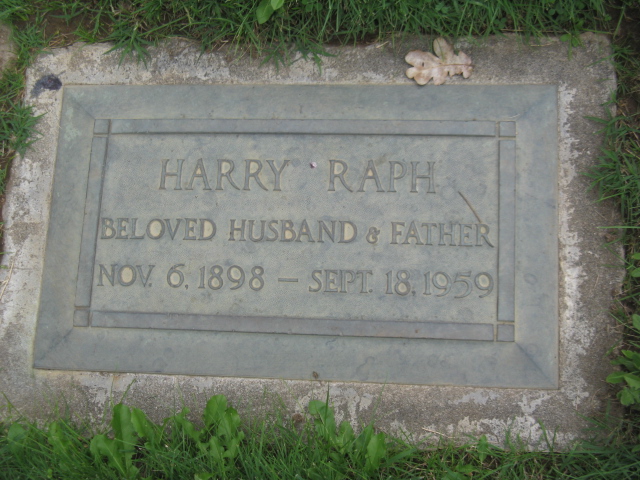 HARRY RAPH
BELOVED HUSBAND & FATHER
NOV. 6, 1898 — SEPT. 18, 1959